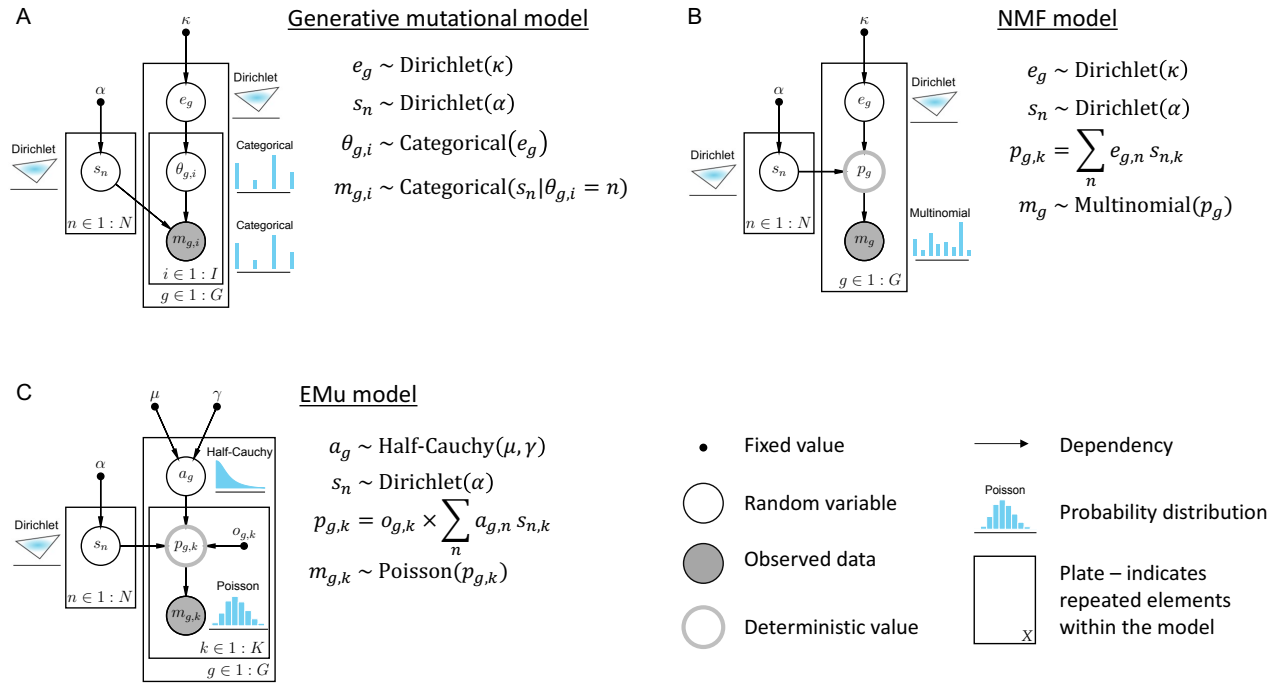 A
Generative mutational model
κ
Dirichlet
e_g
α
Dirichlet
s_n
n ∈ 1 : N
Categorical
θ_{g,i}
Categorical
m_{g,i}
i ∈ 1 : I
g ∈ 1 : G
e_g ~ Dirichlet(κ)
s_n ~ Dirichlet(α)
θ_{g,i} ~ Categorical(e_g)
m_{g,i} ~ Categorical(s_n|θ_{g,i} = n)
B
NMF model
κ
Dirichlet
e_g
α
Dirichlet
s_n
n ∈ 1 : N
p_g
Multinomial
m_g
g ∈ 1 : G
e_g ~ Dirichlet(κ)
s_n ~ Dirichlet(α)
p_{g,k} = ∑_n e_{g,n} s_{n,k}
m_g ~ Multinomial(p_g)
C
EMu model
μ
γ
Half-Cauchy
a_g
α
Dirichlet
s_n
n ∈ 1 : N
p_{g,k}
o_{g,k}
Poisson
m_{g,k}
k ∈ 1 : K
g ∈ 1 : G
a_g ~ Half-Cauchy(μ, γ)
s_n ~ Dirichlet(α)
p_{g,k} = o_{g,k} × ∑_n a_{g,n} s_{n,k}
m_{g,k} ~ Poisson(p_{g,k})
Fixed value
Random variable
Observed data
Deterministic value
Dependency
Poisson
Probability distribution
X
Plate – indicates
repeated elements
within the model